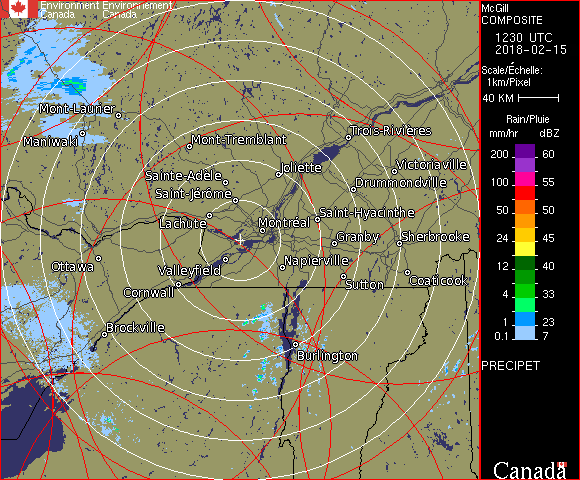 Environment Environnement
Canada Canada
McGill
COMPOSITE
1230 UTC
2018-02-15
Scale/Échelle:
1km/Pixel
40 KM
Rain/Pluie
mm/hr dBZ
200 60
100 55
50 50
24 45
12 40
4 33
1 23
0.1 7
PRECIPET
Canada
Mont-Laurier
Maniwaki
Mont-Tremblant
Trois-Rivières
Sainte-Adèle
Joliette
Victoriaville
Saint-Jérôme
Drummondville
Lachute
Montréal
Saint-Hyacinthe
Granby
Sherbrooke
Ottawa
Valleyfield
Napierville
Cornwall
Sutton
Coaticook
Brockville
Burlington